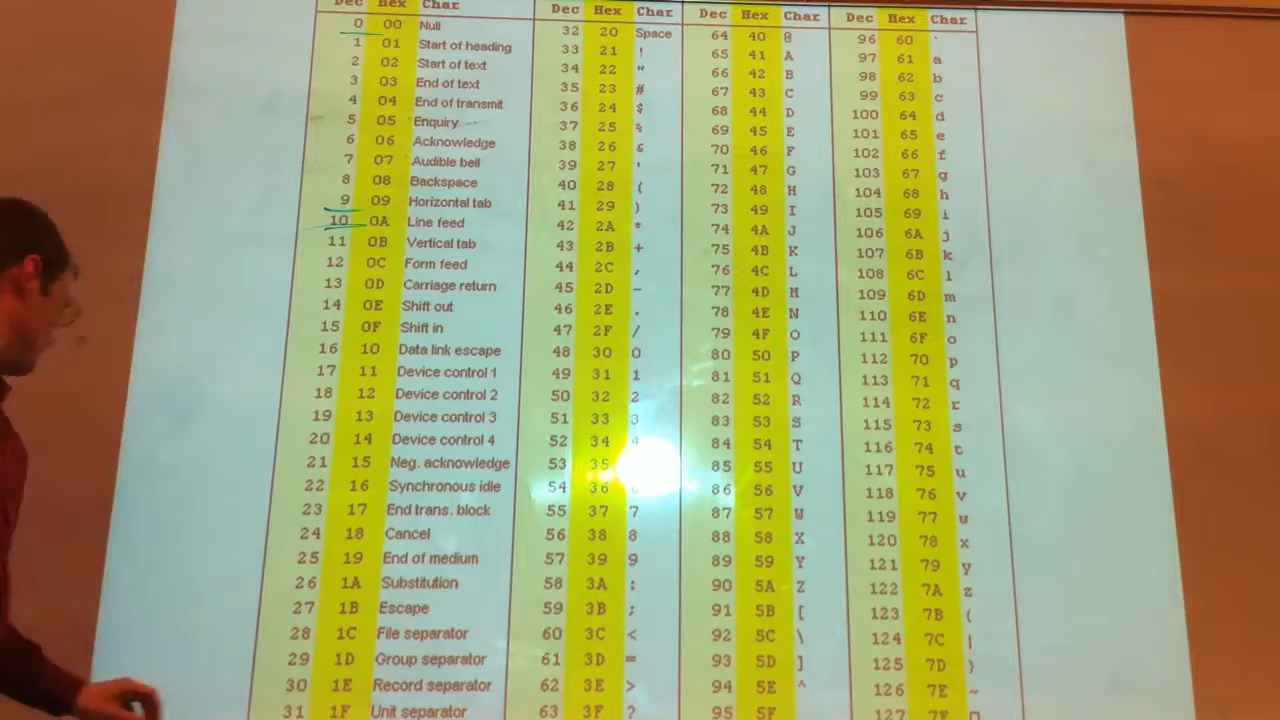 Dec Hex Char Dec Hex Char Dec Hex Char Dec Hex Char
0 00 Null 32 20 Space 64 40 @ 96 60 `
1 01 Start of heading 33 21 ! 65 41 A 97 61 a
2 02 Start of text 34 22 " 66 42 B 98 62 b
3 03 End of text 35 23 # 67 43 C 99 63 c
4 04 End of transmit 36 24 $ 68 44 D 100 64 d
5 05 Enquiry 37 25 % 69 45 E 101 65 e
6 06 Acknowledge 38 26 & 70 46 F 102 66 f
7 07 Audible bell 39 27 ' 71 47 G 103 67 g
8 08 Backspace 40 28 ( 72 48 H 104 68 h
9 09 Horizontal tab 41 29 ) 73 49 I 105 69 i
10 0A Line feed 42 2A * 74 4A J 106 6A j
11 0B Vertical tab 43 2B + 75 4B K 107 6B k
12 0C Form feed 44 2C , 76 4C L 108 6C l
13 0D Carriage return 45 2D - 77 4D M 109 6D m
14 0E Shift out 46 2E . 78 4E N 110 6E n
15 0F Shift in 47 2F / 79 4F O 111 6F o
16 10 Data link escape 48 30 0 80 50 P 112 70 p
17 11 Device control 1 49 31 1 81 51 Q 113 71 q
18 12 Device control 2 50 32 2 82 52 R 114 72 r
19 13 Device control 3 51 33 3 83 53 S 115 73 s
20 14 Device control 4 52 34 4 84 54 T 116 74 t
21 15 Neg. acknowledge 53 35 85 55 U 117 75 u
22 16 Synchronous idle 54 36 86 56 V 118 76 v
23 17 End trans. block 55 37 7 87 57 W 119 77 w
24 18 Cancel 56 38 8 88 58 X 120 78 x
25 19 End of medium 57 39 9 89 59 Y 121 79 y
26 1A Substitution 58 3A : 90 5A Z 122 7A z
27 1B Escape 59 3B ; 91 5B [ 123 7B {
28 1C File separator 60 3C < 92 5C \ 124 7C |
29 1D Group separator 61 3D = 93 5D ] 125 7D }
30 1E Record separator 62 3E > 94 5E ^ 126 7E ~
31 1F Unit separator 63 3F ? 95 5F 127 7F □